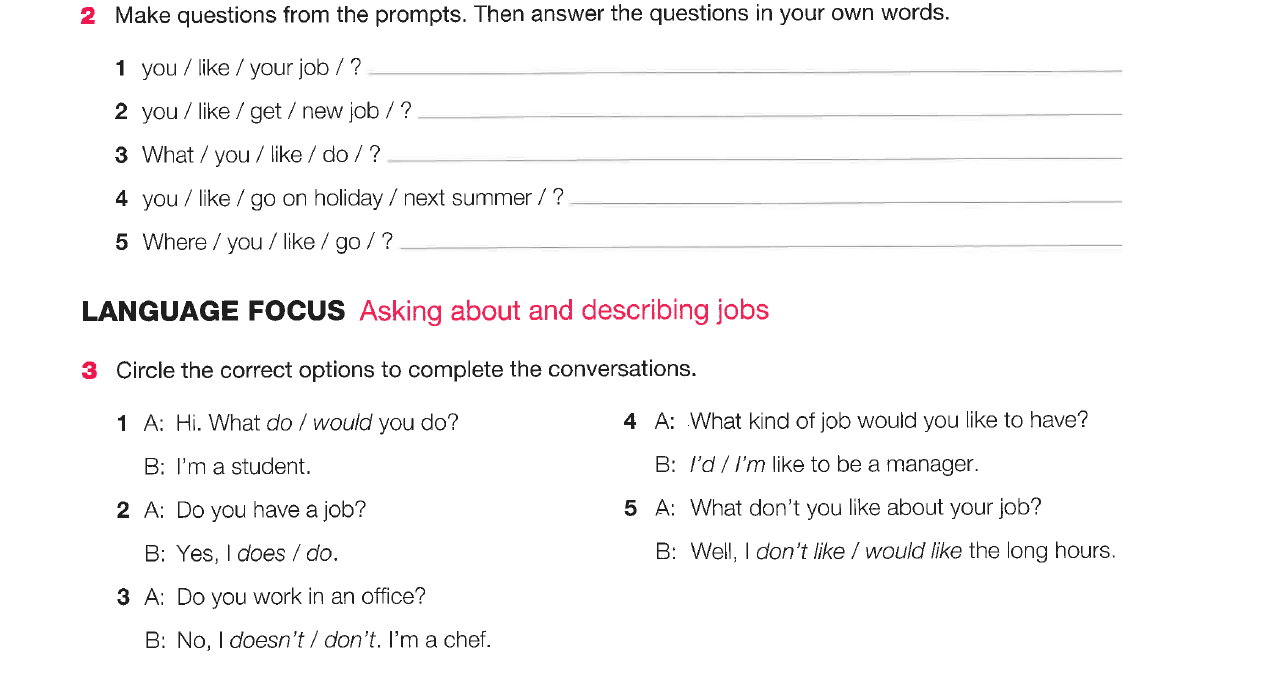 2 Make questions from the prompts. Then answer the questions in your own words.
1 you / like / your job / ?
2 you / like / get / new job / ?
3 What / you / like / do / ?
4 you / like / go on holiday / next summer / ?
5 Where / you / like / go / ?
LANGUAGE FOCUS Asking about and describing jobs
3 Circle the correct options to complete the conversations.
1 A: Hi. What do / would you do?
B: I'm a student.
2 A: Do you have a job?
B: Yes, I does / do.
3 A: Do you work in an office?
B: No, I doesn't / don't. I'm a chef.
4 A: What kind of job would you like to have?
B: I'd / I'm like to be a manager.
5 A: What don't you like about your job?
B: Well, I don't like / would like the long hours.